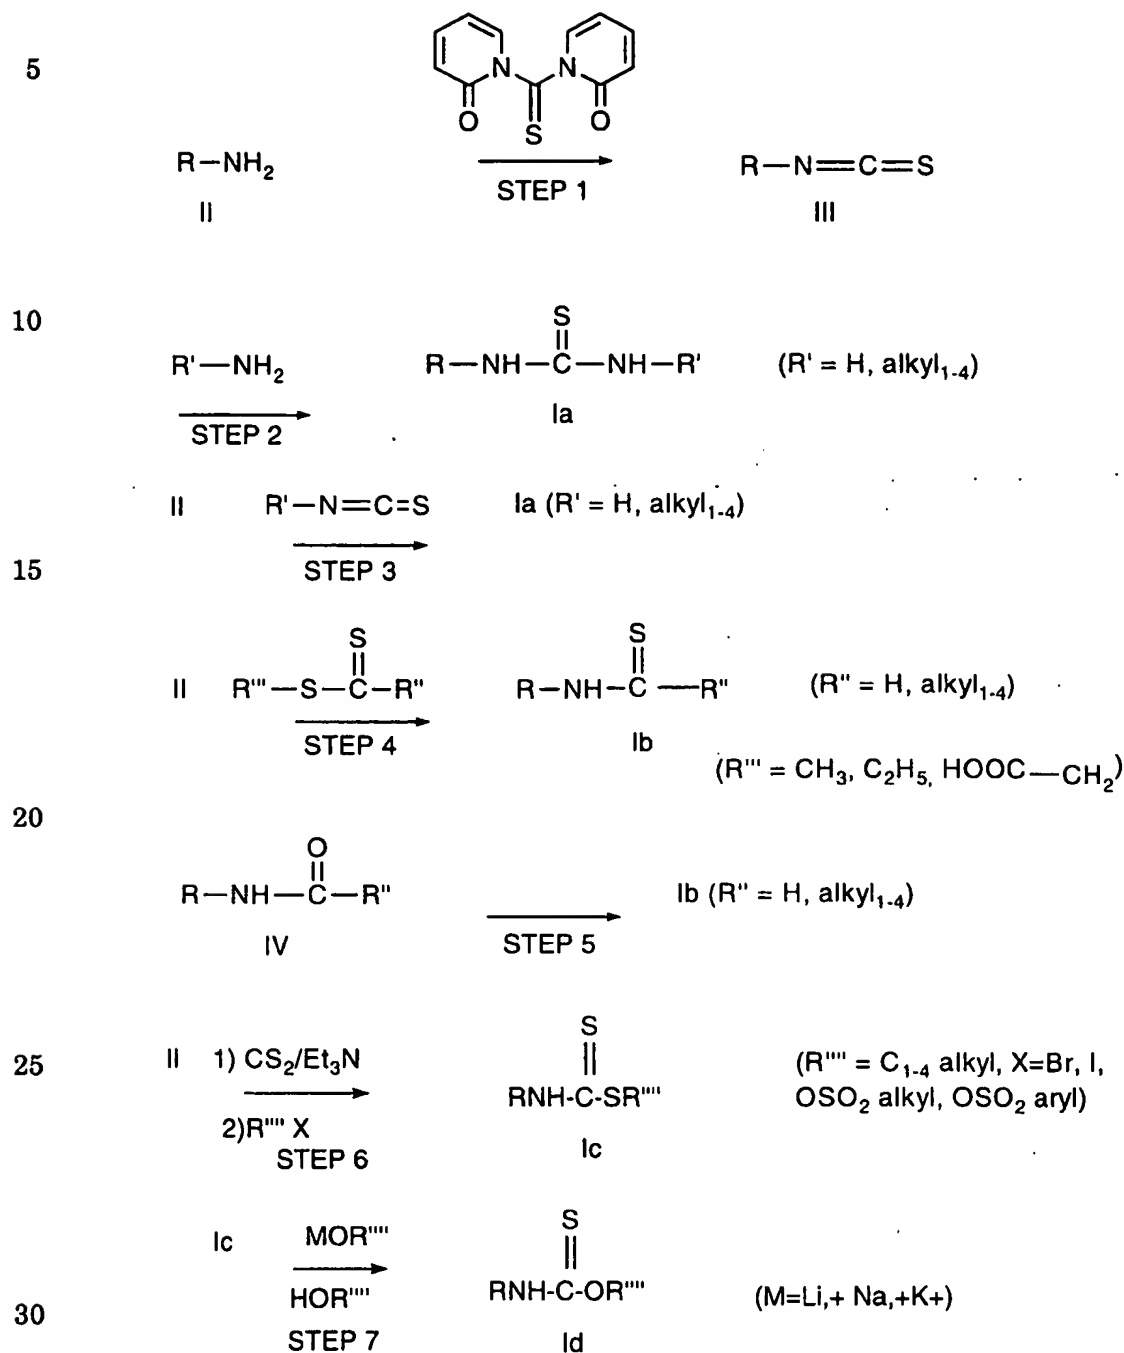 N N
O S O
5
R—NH₂ STEP 1 R—N=C=S
II III
10
S
R'—NH₂ R—NH—C—NH—R' (R' = H, alkyl₁₋₄)
STEP 2 Ia
II R'—N=C=S Ia (R' = H, alkyl₁₋₄)
15
STEP 3
S S
II R'''—S—C—R'' R—NH—C—R'' (R'' = H, alkyl₁₋₄)
STEP 4 Ib
(R''' = CH₃, C₂H₅, HOOC—CH₂)
20
O
R—NH—C—R'' Ib (R'' = H, alkyl₁₋₄)
IV STEP 5
S
25
II 1) CS₂/Et₃N (R'''' = C₁₋₄ alkyl, X=Br, I,
RNH-C-SR'''' OSO₂ alkyl, OSO₂ aryl)
2)R'''' X
STEP 6 Ic
S
Ic MOR''''
RNH-C-OR'''' (M=Li,+ Na,+K+)
HOR''''
30
STEP 7 Id